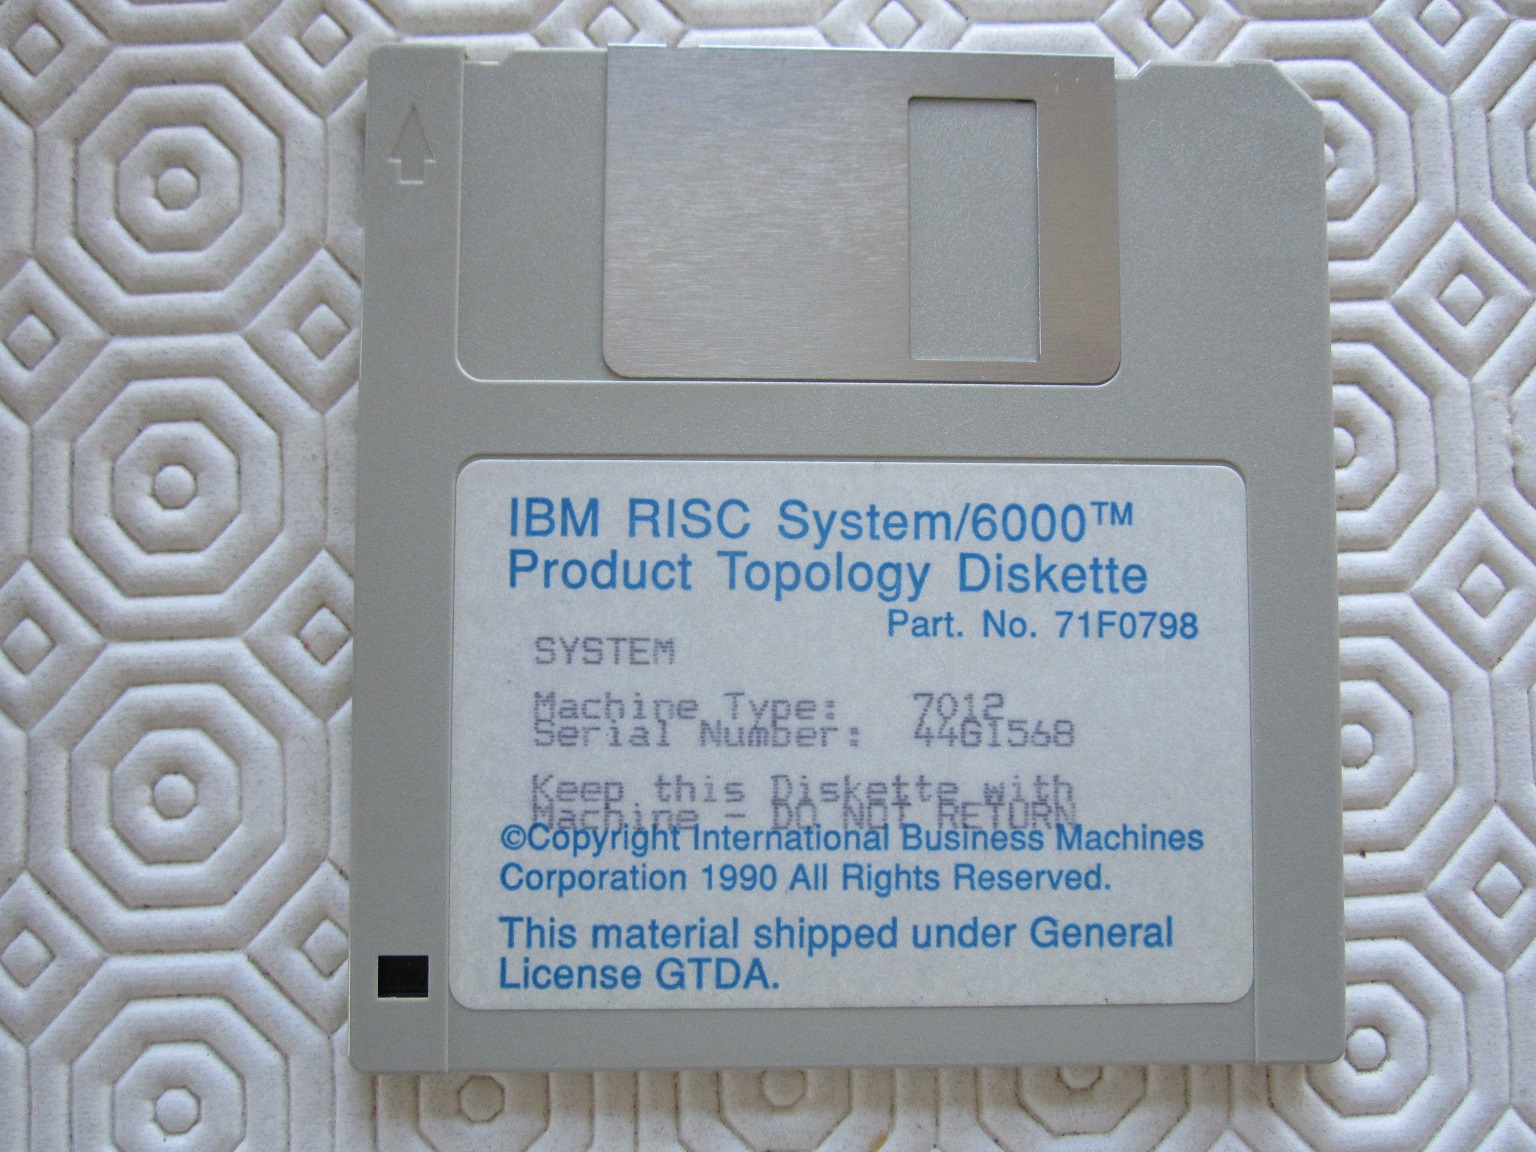 IBM RISC System/6000™
Product Topology Diskette
Part. No. 71F0798
SYSTEM
Machine Type: 7012
Serial Number: 44G1568
Keep this Diskette with
Machine - DO NOT RETURN
©Copyright International Business Machines
Corporation 1990 All Rights Reserved.
This material shipped under General
License GTDA.